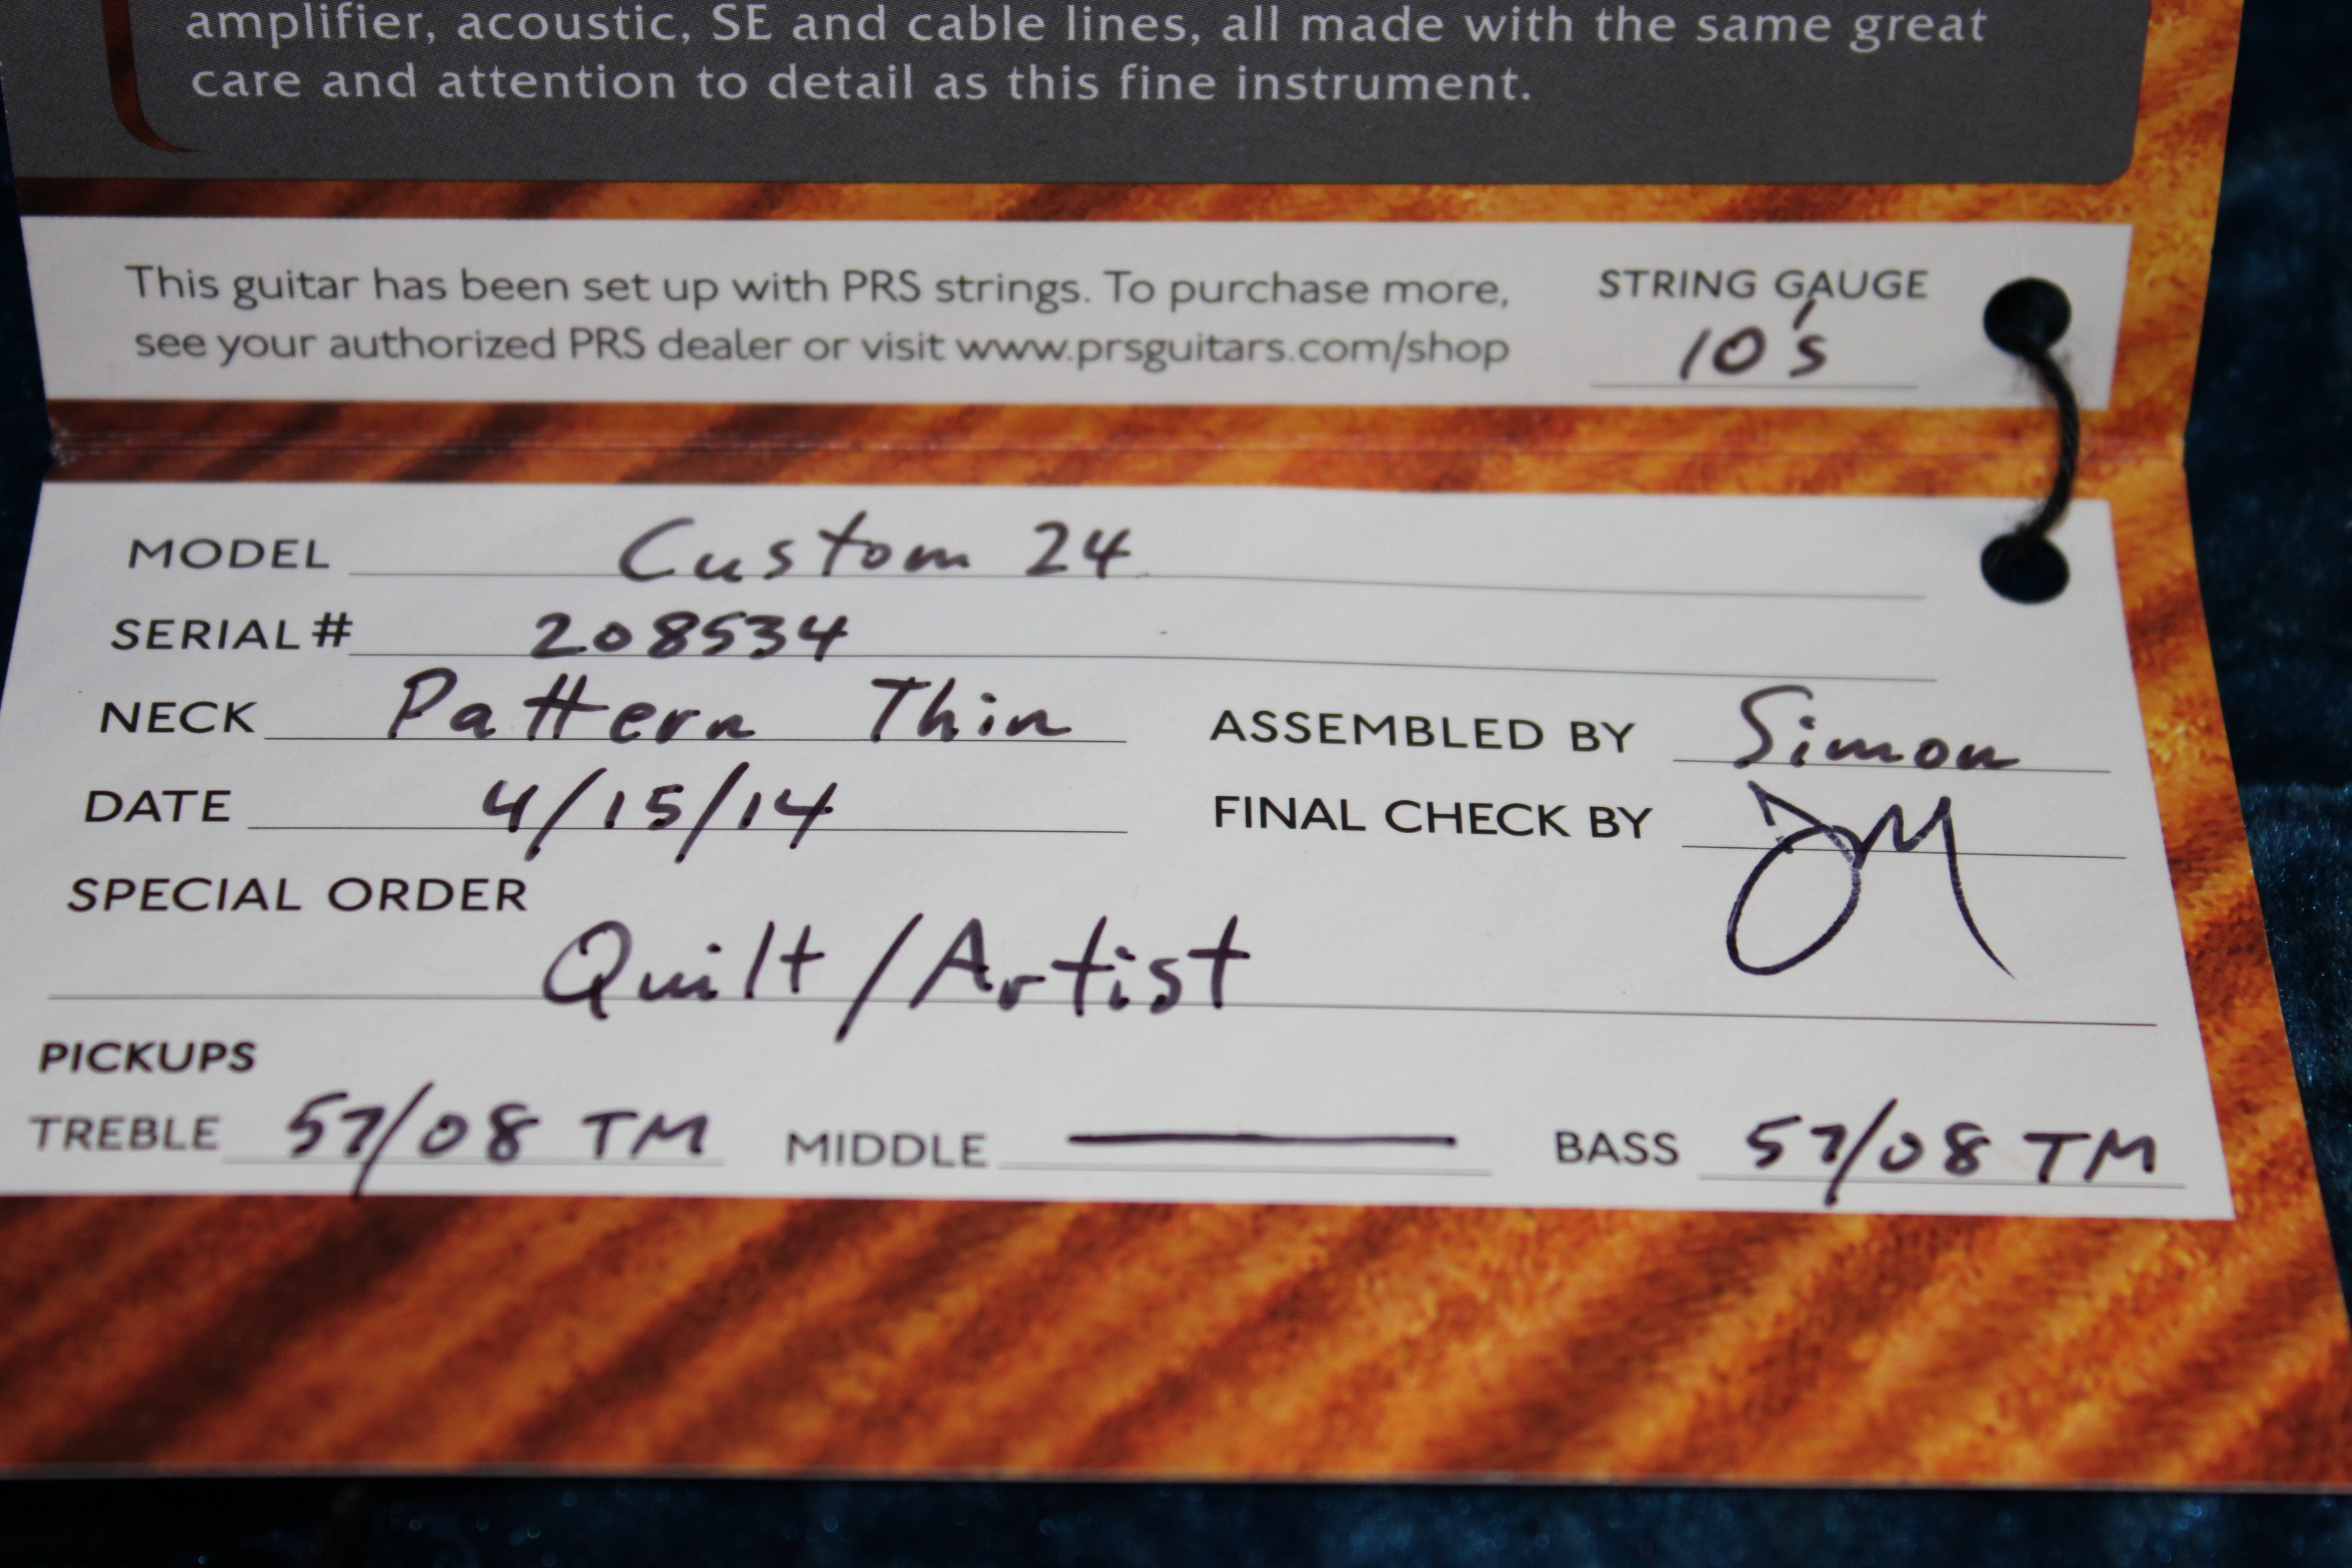 amplifier, acoustic, SE and cable lines, all made with the same great
care and attention to detail as this fine instrument.
This guitar has been set up with PRS strings. To purchase more,
see your authorized PRS dealer or visit www.prsguitars.com/shop
STRING GAUGE
10's
MODEL Custom 24
SERIAL# 208534
NECK Pattern Thin
ASSEMBLED BY Simon
DATE 4/15/14
FINAL CHECK BY
SPECIAL ORDER
Quilt/Artist
PICKUPS
TREBLE 57/08 TM MIDDLE — BASS 57/08 TM